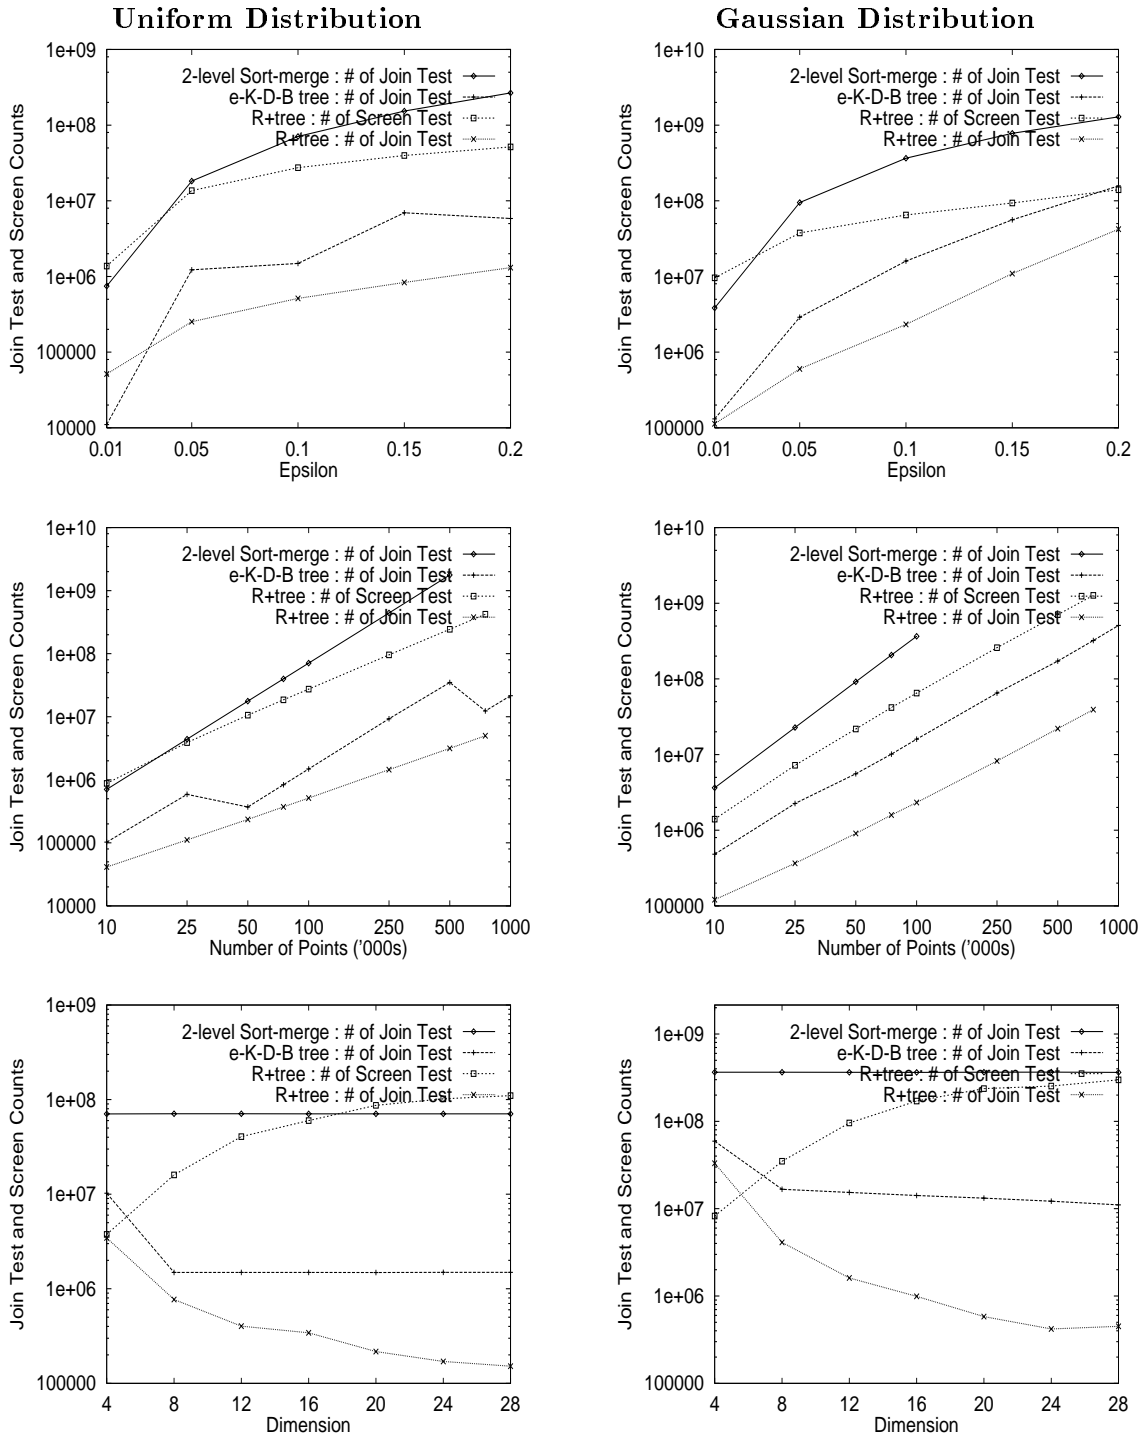 Uniform Distribution
Gaussian Distribution
Join Test and Screen Counts
1e+09
1e+08
1e+07
1e+06
100000
10000
2-level Sort-merge : # of Join Test
e-K-D-B tree : # of Join Test
R+tree : # of Screen Test
R+tree : # of Join Test
0.01 0.05 0.1 0.15 0.2
Epsilon
Join Test and Screen Counts
1e+10
1e+09
1e+08
1e+07
1e+06
100000
2-level Sort-merge : # of Join Test
e-K-D-B tree : # of Join Test
R+tree : # of Screen Test
R+tree : # of Join Test
0.01 0.05 0.1 0.15 0.2
Epsilon
Join Test and Screen Counts
1e+10
1e+09
1e+08
1e+07
1e+06
100000
10000
2-level Sort-merge : # of Join Test
e-K-D-B tree : # of Join Test
R+tree : # of Screen Test
R+tree : # of Join Test
10 25 50 100 250 500 1000
Number of Points ('000s)
Join Test and Screen Counts
1e+10
1e+09
1e+08
1e+07
1e+06
100000
2-level Sort-merge : # of Join Test
e-K-D-B tree : # of Join Test
R+tree : # of Screen Test
R+tree : # of Join Test
10 25 50 100 250 500 1000
Number of Points ('000s)
Join Test and Screen Counts
1e+09
1e+08
1e+07
1e+06
100000
2-level Sort-merge : # of Join Test
e-K-D-B tree : # of Join Test
R+tree : # of Screen Test
R+tree : # of Join Test
4 8 12 16 20 24 28
Dimension
Join Test and Screen Counts
1e+09
1e+08
1e+07
1e+06
100000
2-level Sort-merge : # of Join Test
e-K-D-B tree : # of Join Test
R+tree : # of Screen Test
R+tree : # of Join Test
4 8 12 16 20 24 28
Dimension